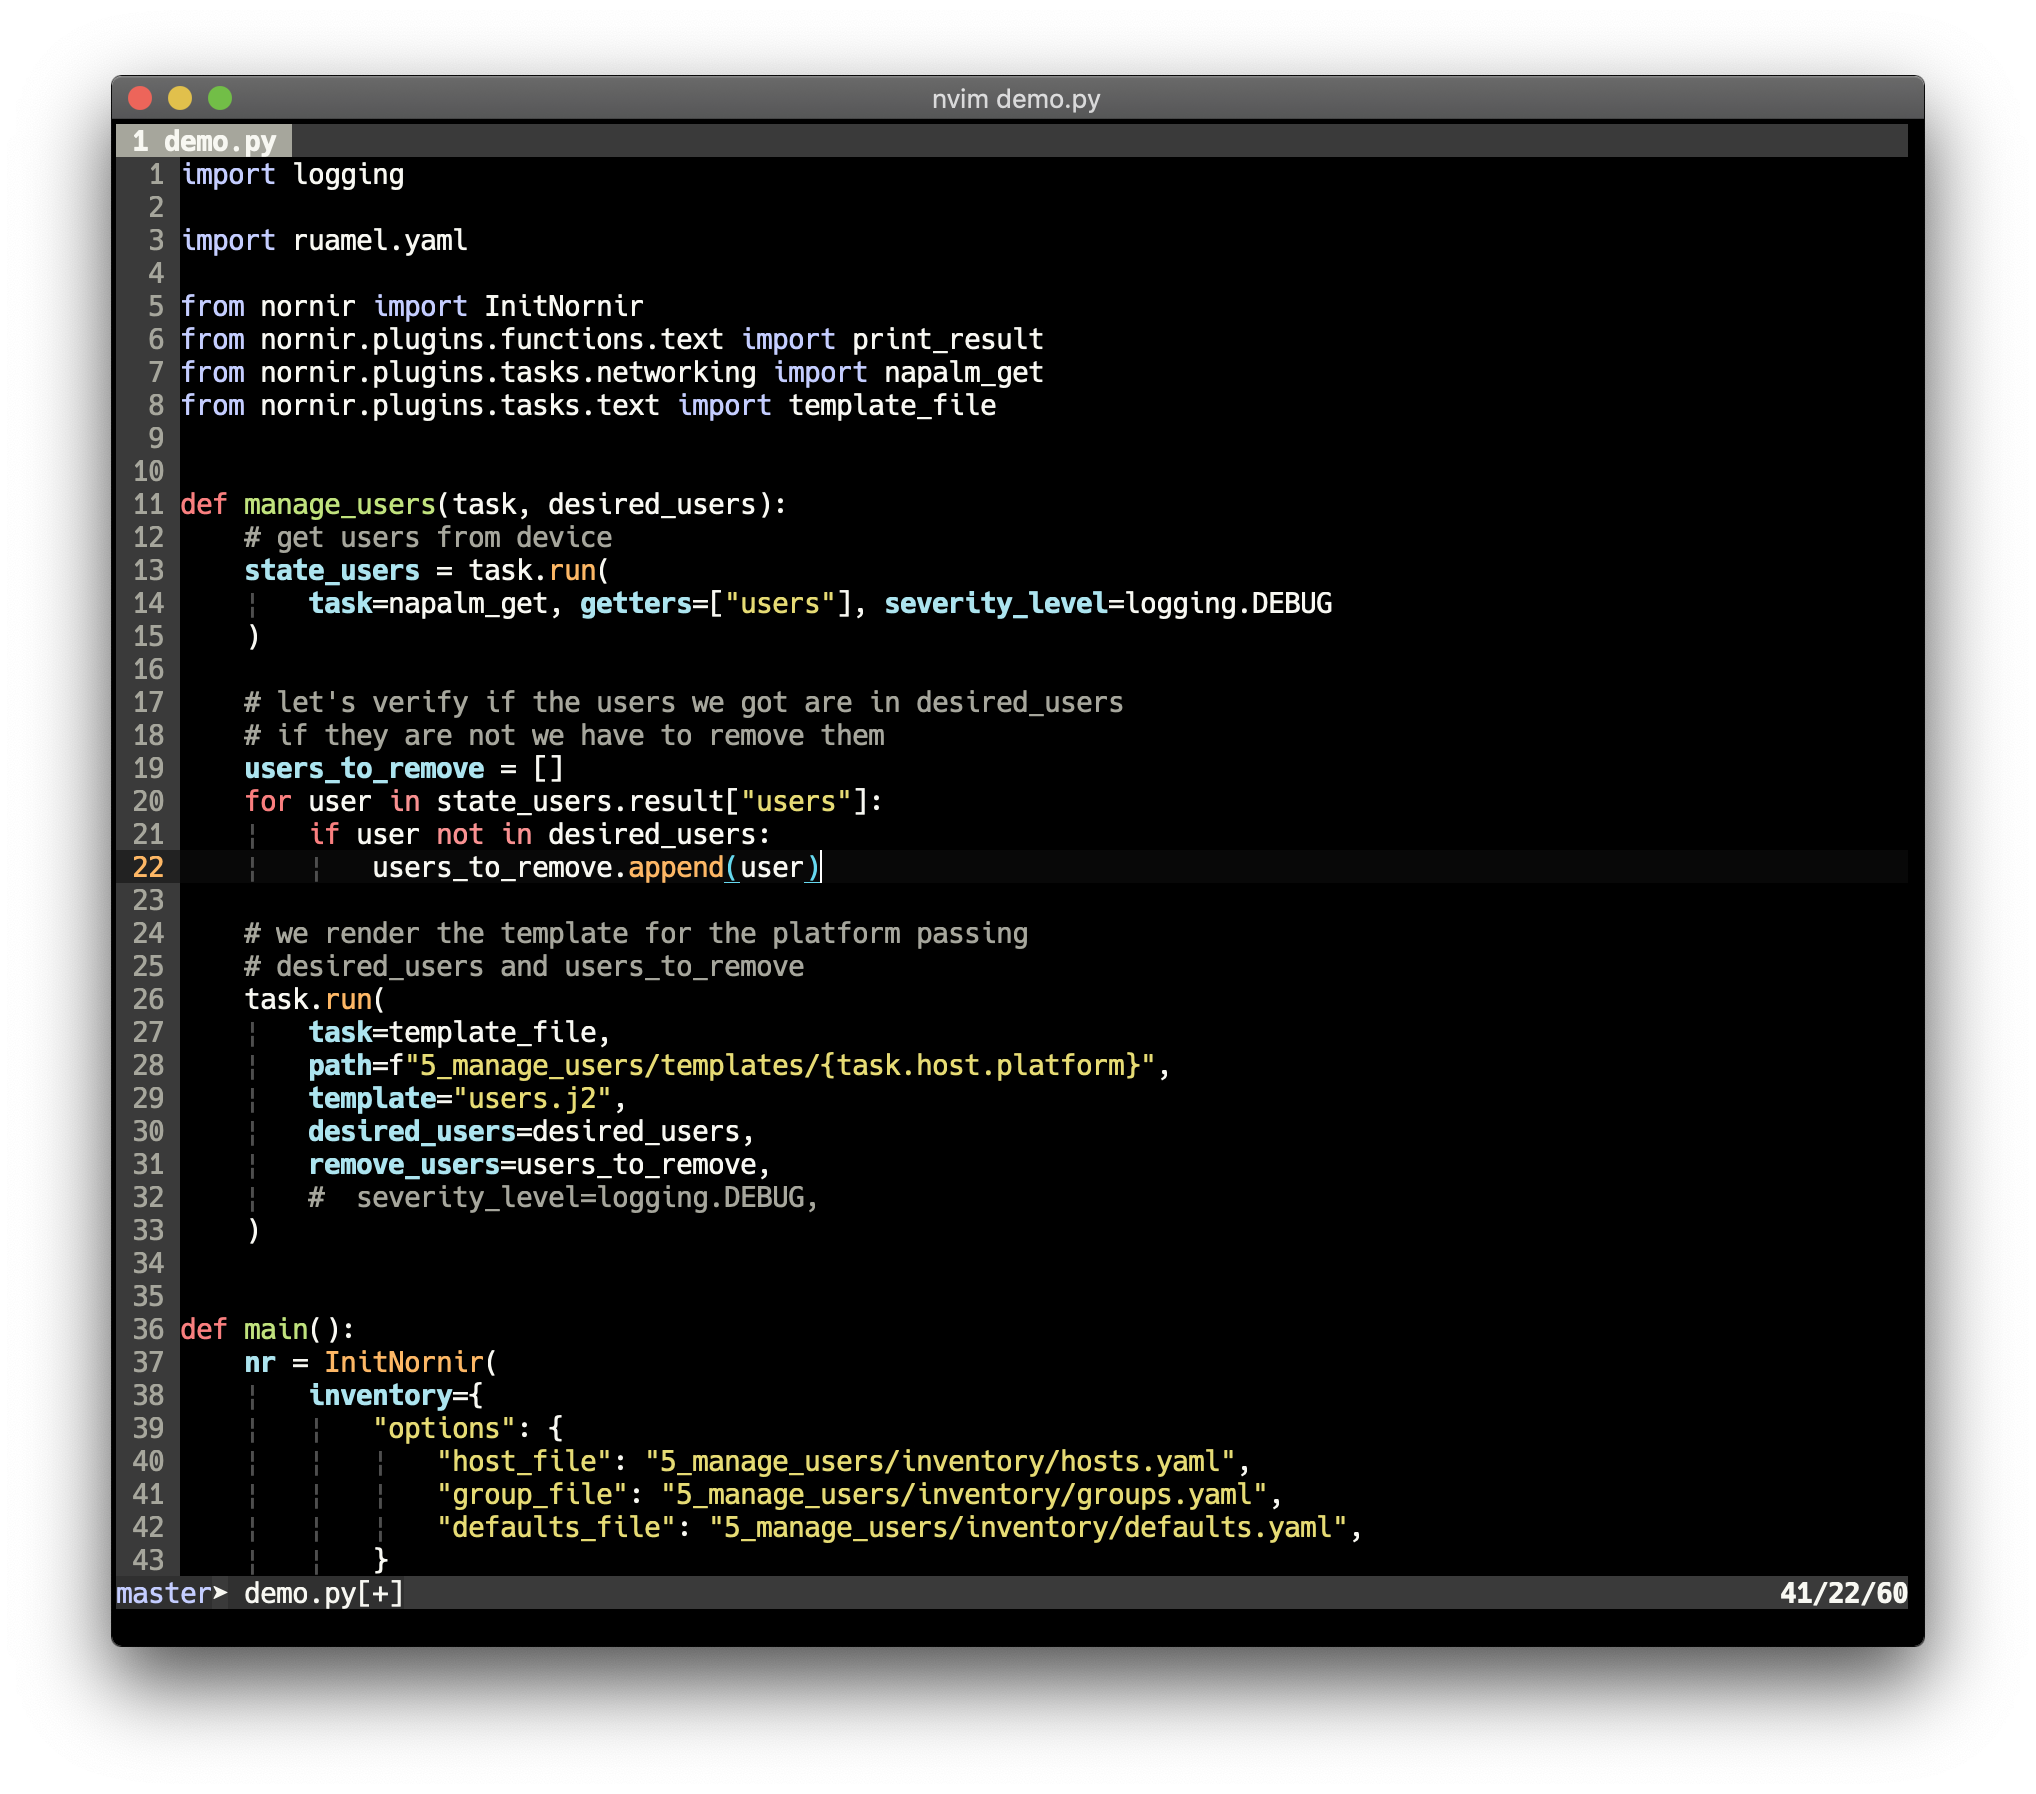 nvim demo.py
1 demo.py
1 import logging
2
3 import ruamel.yaml
4
5 from nornir import InitNornir
6 from nornir.plugins.functions.text import print_result
7 from nornir.plugins.tasks.networking import napalm_get
8 from nornir.plugins.tasks.text import template_file
9
10
11 def manage_users(task, desired_users):
12     # get users from device
13     state_users = task.run(
14         task=napalm_get, getters=["users"], severity_level=logging.DEBUG
15     )
16
17     # let's verify if the users we got are in desired_users
18     # if they are not we have to remove them
19     users_to_remove = []
20     for user in state_users.result["users"]:
21         if user not in desired_users:
22             users_to_remove.append(user)
23
24     # we render the template for the platform passing
25     # desired_users and users_to_remove
26     task.run(
27         task=template_file,
28         path=f"5_manage_users/templates/{task.host.platform}",
29         template="users.j2",
30         desired_users=desired_users,
31         remove_users=users_to_remove,
32         #  severity_level=logging.DEBUG,
33     )
34
35
36 def main():
37     nr = InitNornir(
38         inventory={
39             "options": {
40                 "host_file": "5_manage_users/inventory/hosts.yaml",
41                 "group_file": "5_manage_users/inventory/groups.yaml",
42                 "defaults_file": "5_manage_users/inventory/defaults.yaml",
43             }
master➤ demo.py[+] 41/22/60